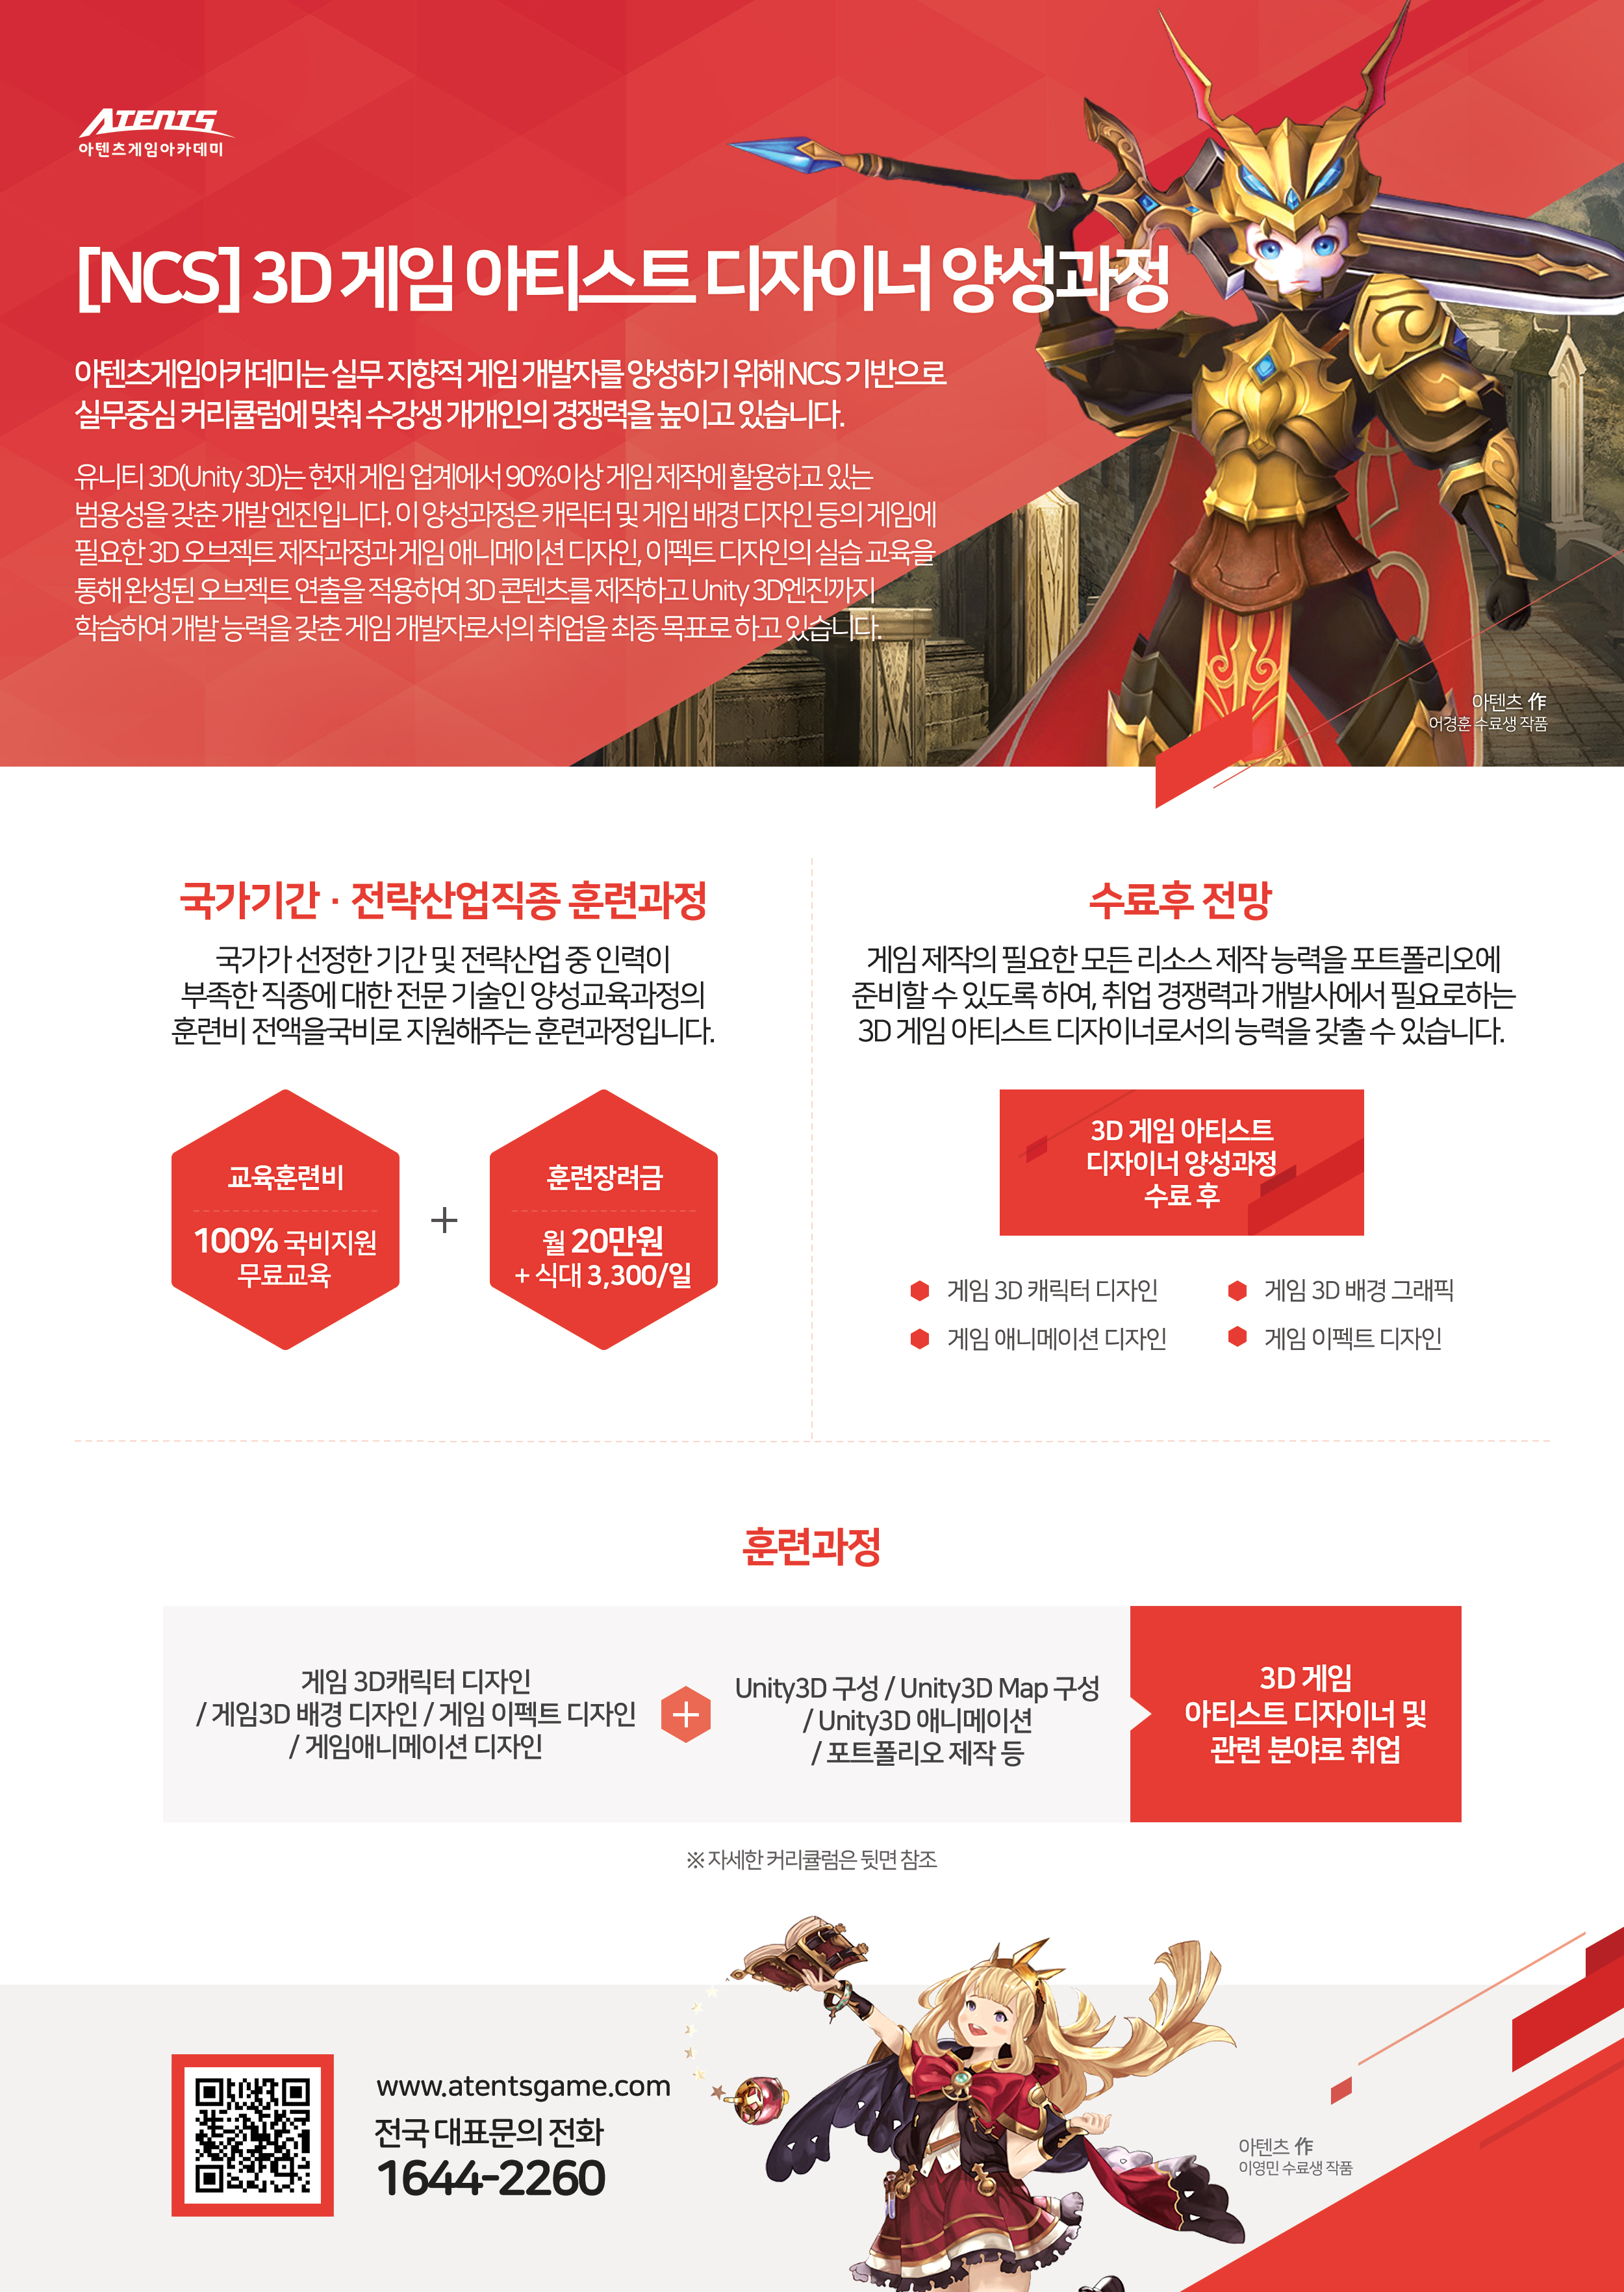 ATENTS
아텐츠게임아카데미
[NCS] 3D 게임 아티스트 디자이너 양성과정
아텐츠게임아카데미는 실무 지향적 게임 개발자를 양성하기 위해 NCS 기반으로
실무중심 커리큘럼에 맞춰 수강생 개개인의 경쟁력을 높이고 있습니다.
유니티 3D(Unity 3D)는 현재 게임 업계에서 90%이상 게임 제작에 활용하고 있는
범용성을 갖춘 개발 엔진입니다. 이 양성과정은 캐릭터 및 게임 배경 디자인 등의 게임에
필요한 3D 오브젝트 제작과정과 게임 애니메이션 디자인, 이펙트 디자인의 실습 교육을
통해 완성된 오브젝트 연출을 적용하여 3D 콘텐츠를 제작하고 Unity 3D엔진까지
학습하여 개발 능력을 갖춘 게임 개발자로서의 취업을 최종 목표로 하고 있습니다.
아텐츠 作
어경훈 수료생 작품
국가기간 · 전략산업직종 훈련과정
국가가 선정한 기간 및 전략산업 중 인력이
부족한 직종에 대한 전문 기술인 양성교육과정의
훈련비 전액을국비로 지원해주는 훈련과정입니다.
교육훈련비
100% 국비지원
무료교육
+
훈련장려금
월 20만원
+ 식대 3,300/일
수료후 전망
게임 제작의 필요한 모든 리소스 제작 능력을 포트폴리오에
준비할 수 있도록 하여, 취업 경쟁력과 개발사에서 필요로하는
3D 게임 아티스트 디자이너로서의 능력을 갖출 수 있습니다.
3D 게임 아티스트
디자이너 양성과정
수료 후
게임 3D 캐릭터 디자인
게임 3D 배경 그래픽
게임 애니메이션 디자인
게임 이펙트 디자인
훈련과정
게임 3D캐릭터 디자인
/ 게임3D 배경 디자인 / 게임 이펙트 디자인
/ 게임애니메이션 디자인
+
Unity3D 구성 / Unity3D Map 구성
/ Unity3D 애니메이션
/ 포트폴리오 제작 등
3D 게임
아티스트 디자이너 및
관련 분야로 취업
※ 자세한 커리큘럼은 뒷면 참조
www.atentsgame.com
전국 대표문의 전화
1644-2260
아텐츠 作
이영민 수료생 작품